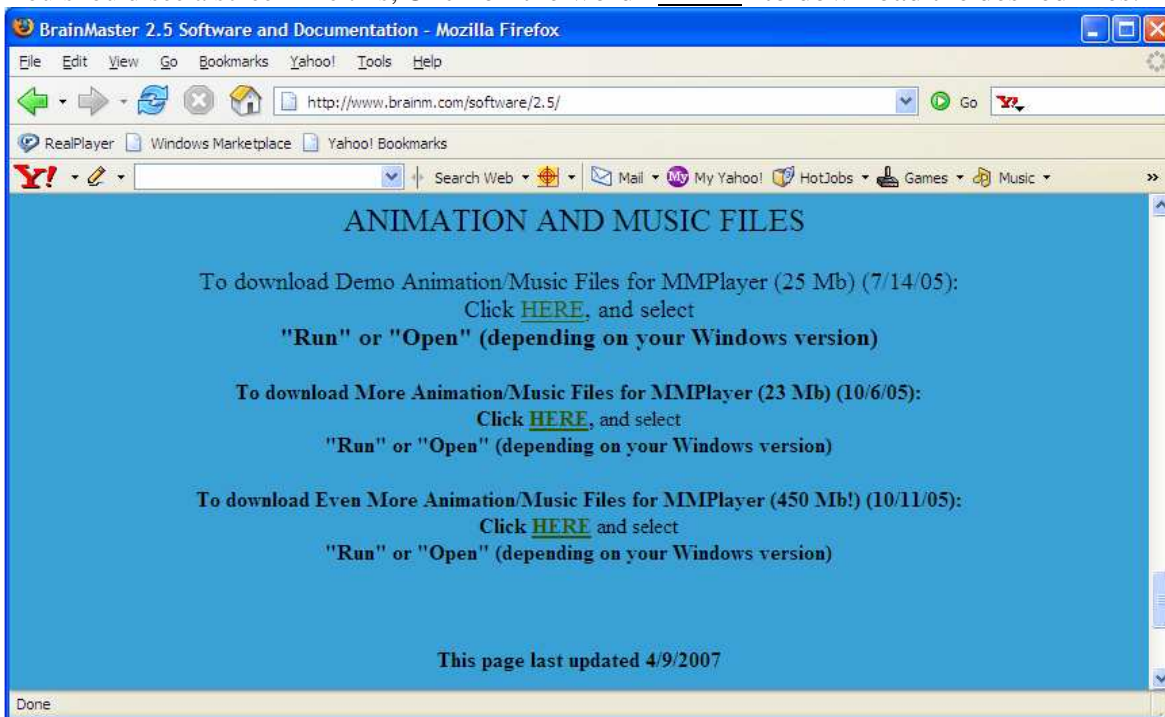 BrainMaster 2.5 Software and Documentation - Mozilla Firefox
File Edit View Go Bookmarks Yahoo! Tools Help
http://www.brainm.com/software/2.5/ Go
RealPlayer Windows Marketplace Yahoo! Bookmarks
Y! Search Web Mail My Yahoo! HotJobs Games Music »
ANIMATION AND MUSIC FILES
To download Demo Animation/Music Files for MMPlayer (25 Mb) (7/14/05):
Click HERE, and select
"Run" or "Open" (depending on your Windows version)
To download More Animation/Music Files for MMPlayer (23 Mb) (10/6/05):
Click HERE, and select
"Run" or "Open" (depending on your Windows version)
To download Even More Animation/Music Files for MMPlayer (450 Mb!) (10/11/05):
Click HERE and select
"Run" or "Open" (depending on your Windows version)
This page last updated 4/9/2007
Done